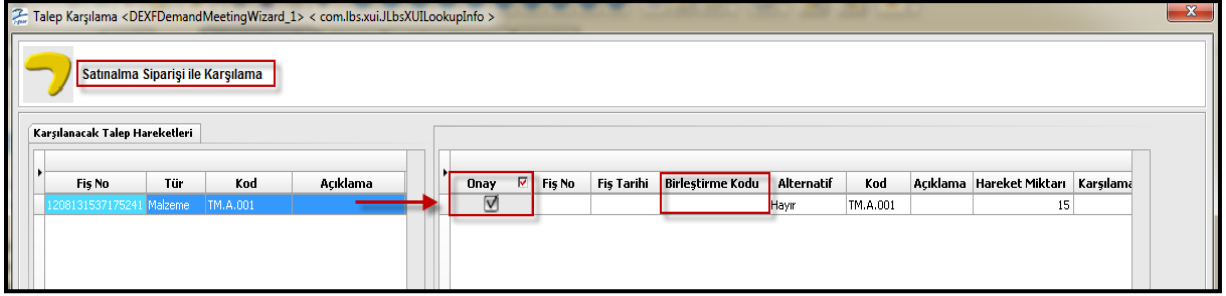 Talep Karşılama <DEXFDemandMeetingWizard_1> < com.lbs.xui.JLbsXUILookupInfo >
Satınalma Siparişi ile Karşılama
Karşılanacak Talep Hareketleri
Fiş No Tür Kod Açıklama
1208131537175241 Malzeme TM.A.001
Onay Fiş No Fiş Tarihi Birleştirme Kodu Alternatif Kod Açıklama Hareket Miktarı Karşılama
Hayır TM.A.001 15